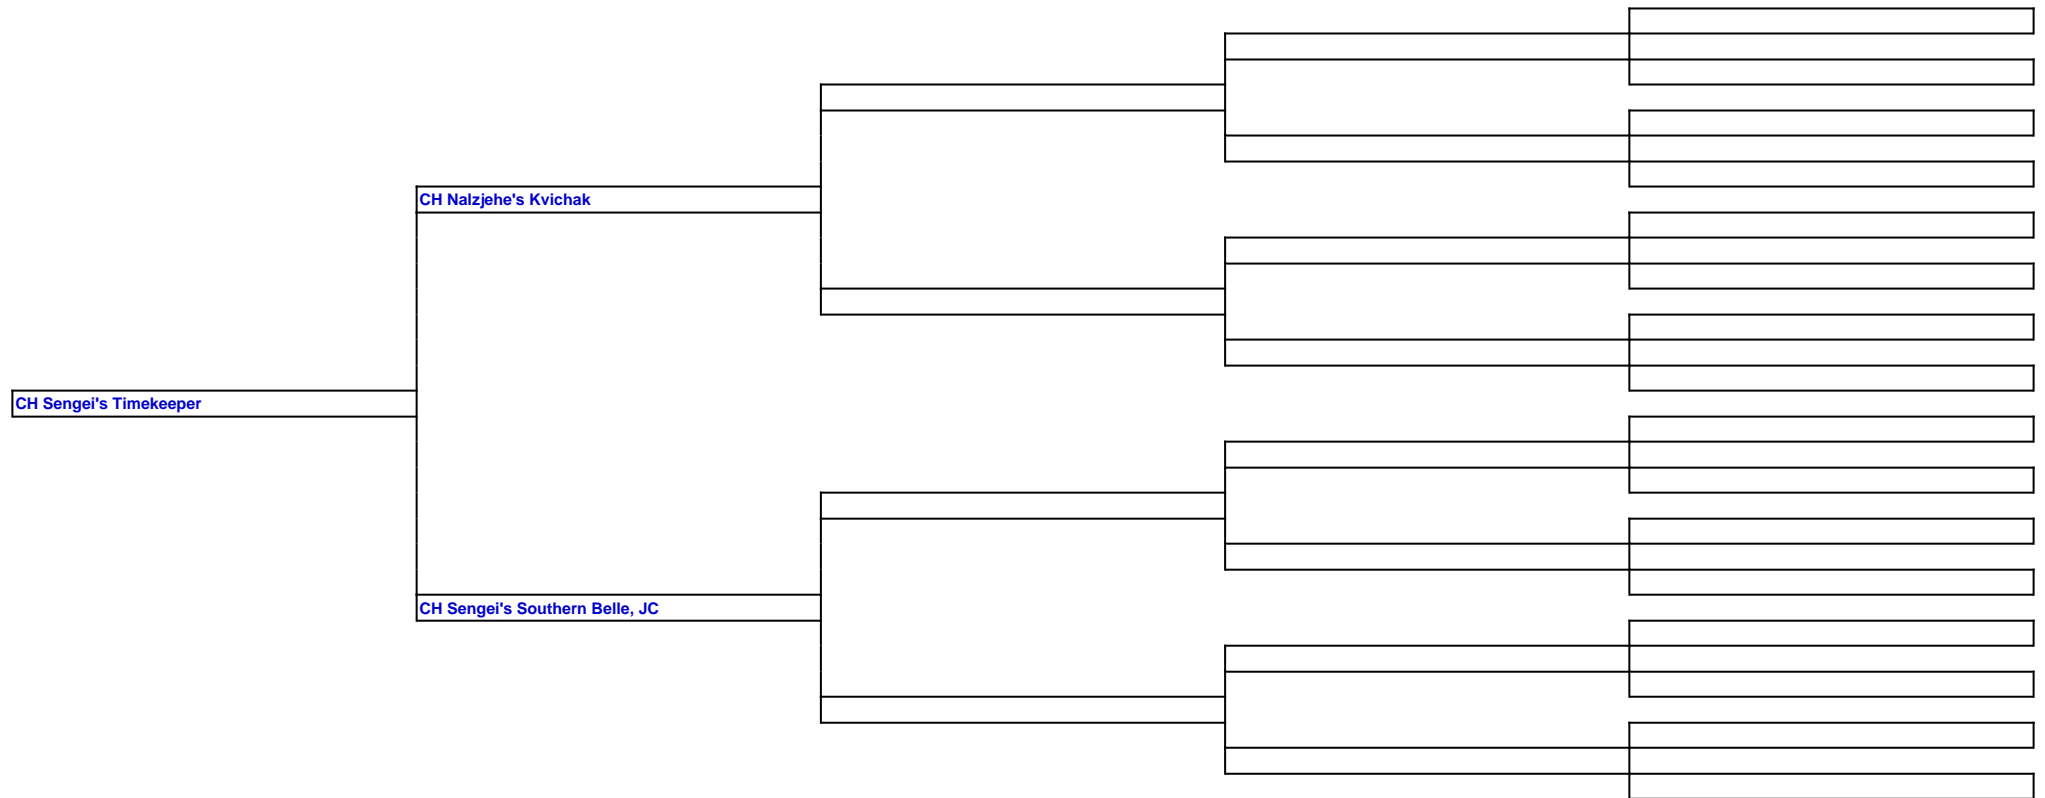 CH Nalzjehe's Kvichak
CH Sengei's Timekeeper
CH Sengei's Southern Belle, JC